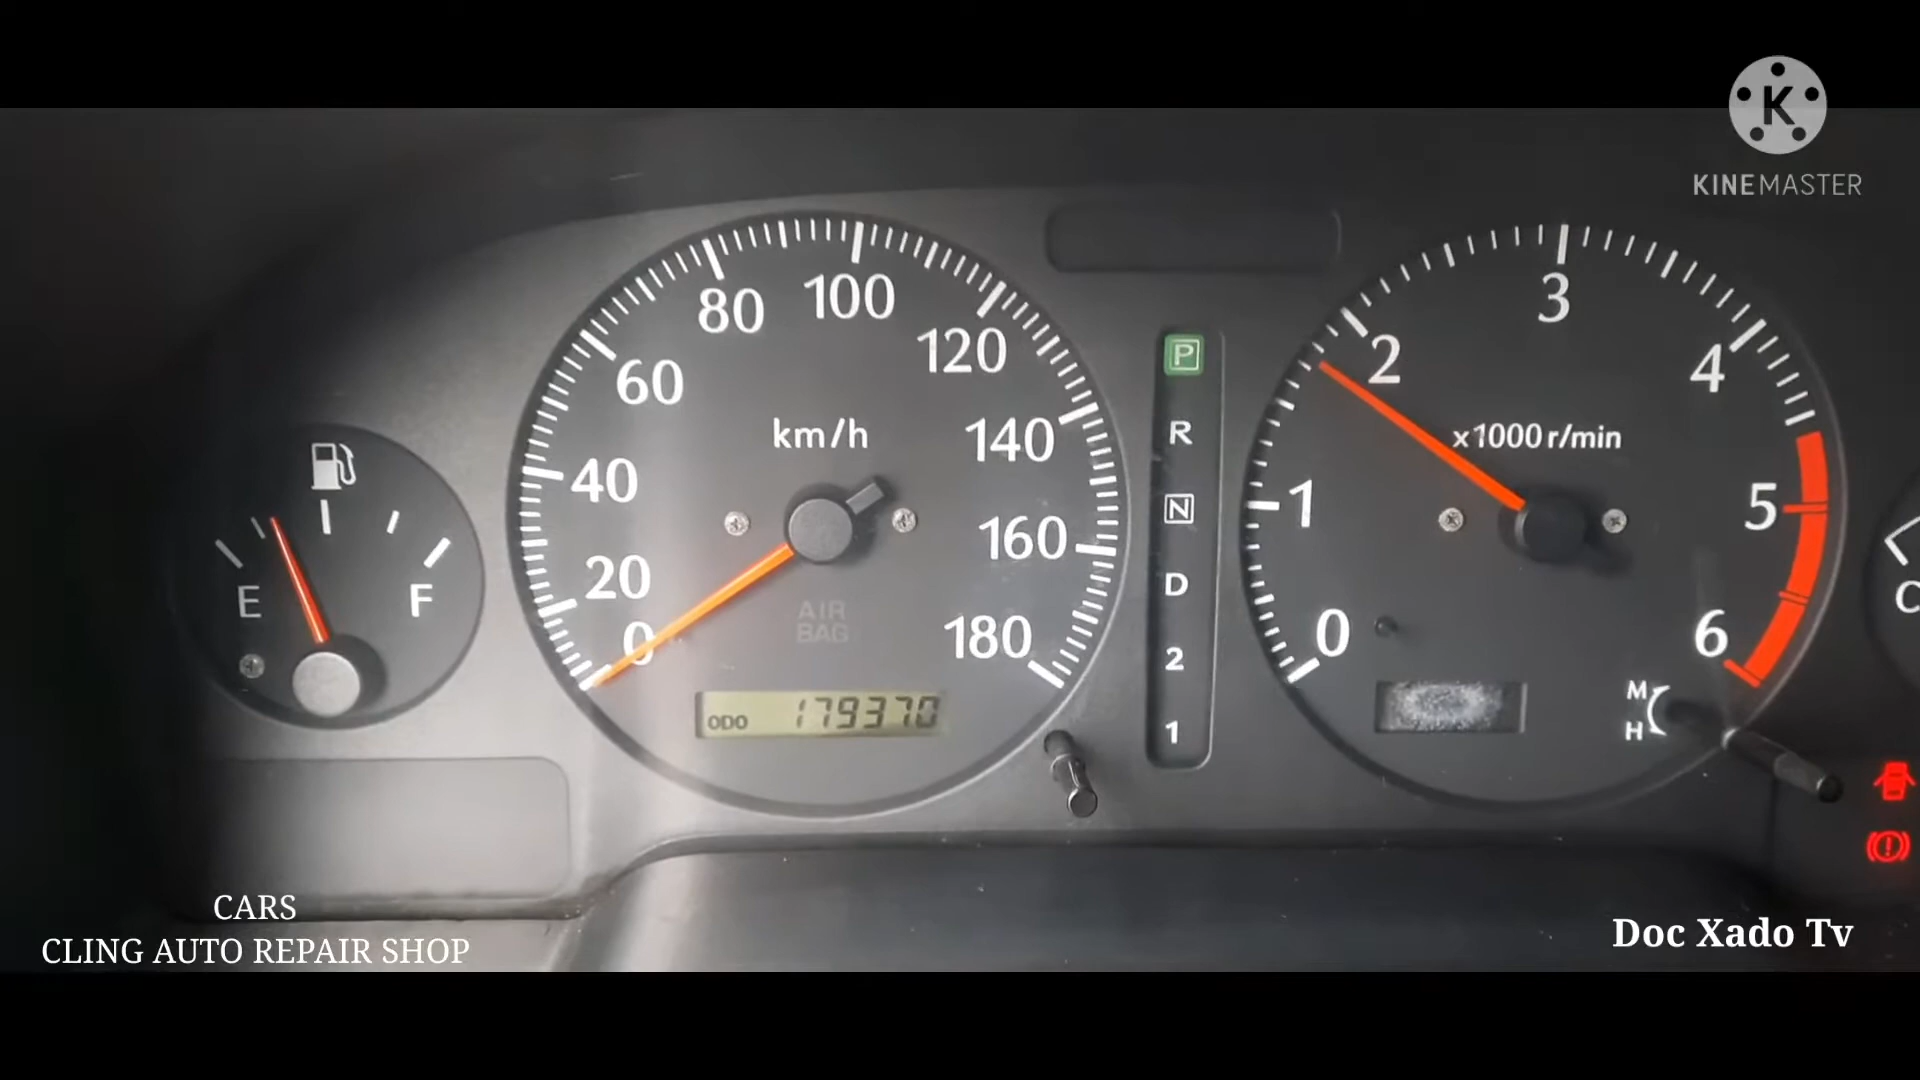 KINEMASTER
80 100 120
60 140
40 160
20 180
0
km/h
AIR
BAG
ODO 179370
E F
P
R
N
D
2
1
0 1 2 3 4 5 6
x1000 r/min
M
H
C
CARS
CLING AUTO REPAIR SHOP
Doc Xado Tv